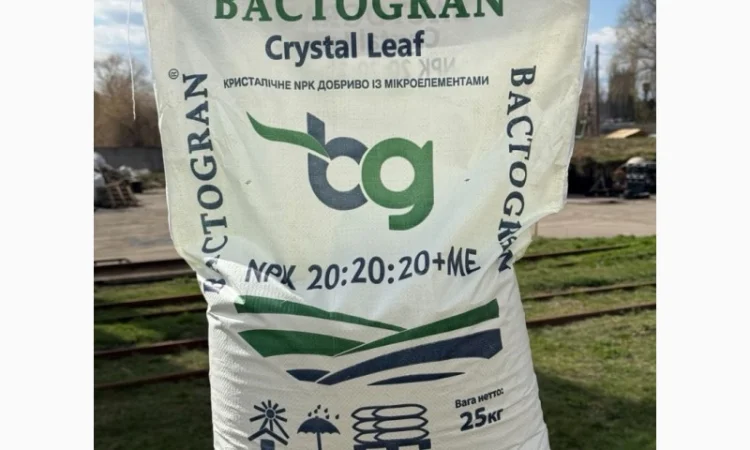 BACTOGRAN
Crystal Leaf
КРИСТАЛІЧНЕ NPK ДОБРИВО ІЗ МІКРОЕЛЕМЕНТАМИ
BACTOGRAN®
BACTOGRAN
bg
NPK 20:20:20+ME
Вага нетто:
25кг